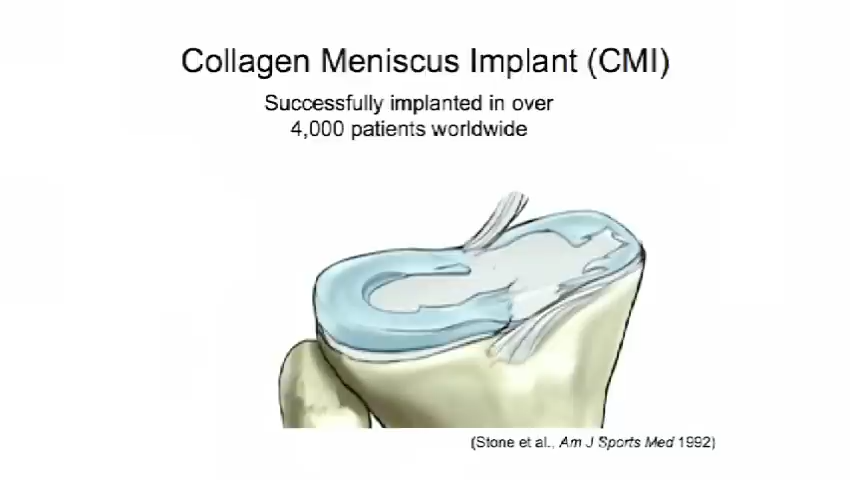 Collagen Meniscus Implant (CMI)
Successfully implanted in over
4,000 patients worldwide
(Stone et al., Am J Sports Med 1992)